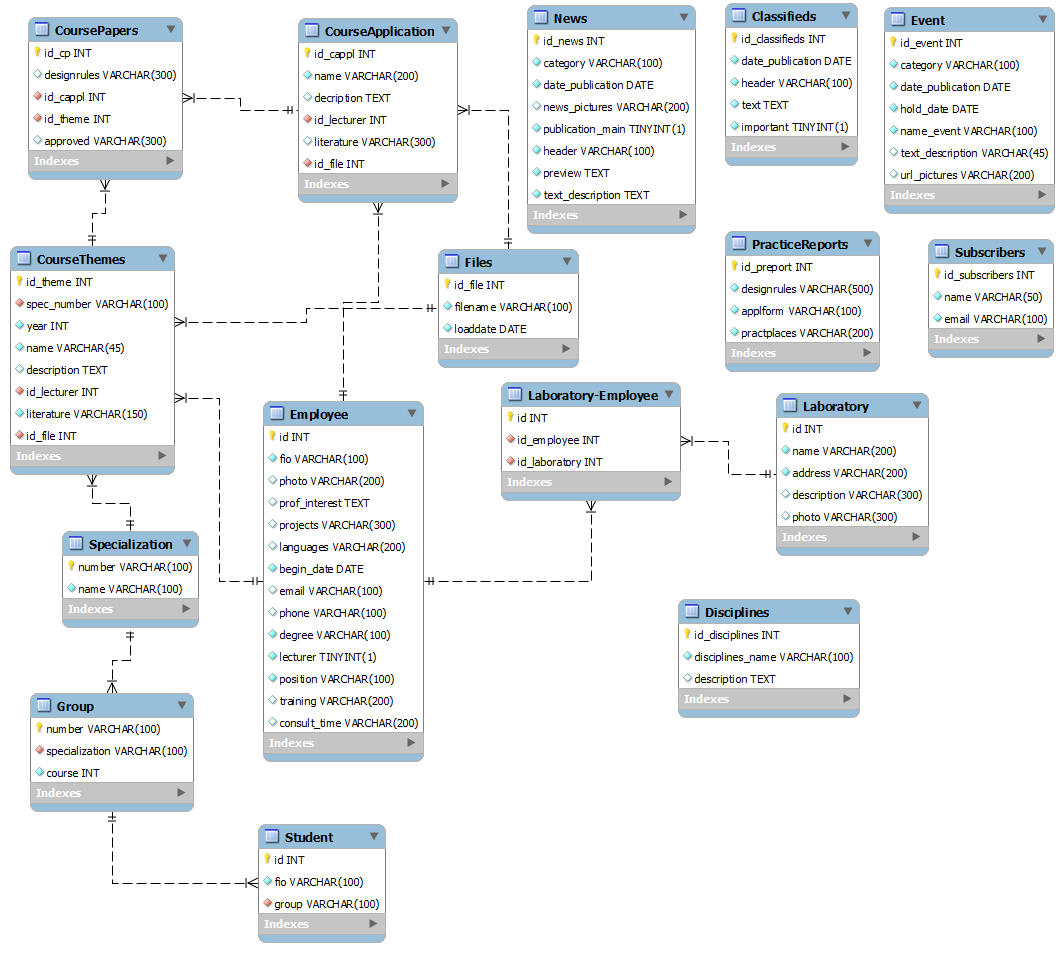 CoursePapers
id_cp INT
designrules VARCHAR(300)
id_cappl INT
id_theme INT
approved VARCHAR(300)
Indexes
CourseApplication
id_cappl INT
name VARCHAR(200)
decription TEXT
id_lecturer INT
literature VARCHAR(300)
id_file INT
Indexes
News
id_news INT
category VARCHAR(100)
date_publication DATE
news_pictures VARCHAR(200)
publication_main TINYINT(1)
header VARCHAR(100)
preview TEXT
text_description TEXT
Indexes
Classifieds
id_classifieds INT
date_publication DATE
header VARCHAR(100)
text TEXT
important TINYINT(1)
Indexes
Event
id_event INT
category VARCHAR(100)
date_publication DATE
hold_date DATE
name_event VARCHAR(100)
text_description VARCHAR(45)
url_pictures VARCHAR(200)
Indexes
CourseThemes
id_theme INT
spec_number VARCHAR(100)
year INT
name VARCHAR(45)
description TEXT
id_lecturer INT
literature VARCHAR(150)
id_file INT
Indexes
Files
id_file INT
filename VARCHAR(100)
loaddate DATE
Indexes
PracticeReports
id_preport INT
designrules VARCHAR(500)
applform VARCHAR(100)
practplaces VARCHAR(200)
Indexes
Subscribers
id_subscribers INT
name VARCHAR(50)
email VARCHAR(100)
Indexes
Employee
id INT
fio VARCHAR(100)
photo VARCHAR(200)
prof_interest TEXT
projects VARCHAR(300)
languages VARCHAR(200)
begin_date DATE
email VARCHAR(100)
phone VARCHAR(100)
degree VARCHAR(100)
lecturer TINYINT(1)
position VARCHAR(100)
training VARCHAR(200)
consult_time VARCHAR(200)
Indexes
Laboratory-Employee
id INT
id_employee INT
id_laboratory INT
Indexes
Laboratory
id INT
name VARCHAR(200)
address VARCHAR(200)
description VARCHAR(300)
photo VARCHAR(300)
Indexes
Specialization
number VARCHAR(100)
name VARCHAR(100)
Indexes
Disciplines
id_disciplines INT
disciplines_name VARCHAR(100)
description TEXT
Indexes
Group
number VARCHAR(100)
specialization VARCHAR(100)
course INT
Indexes
Student
id INT
fio VARCHAR(100)
group VARCHAR(100)
Indexes